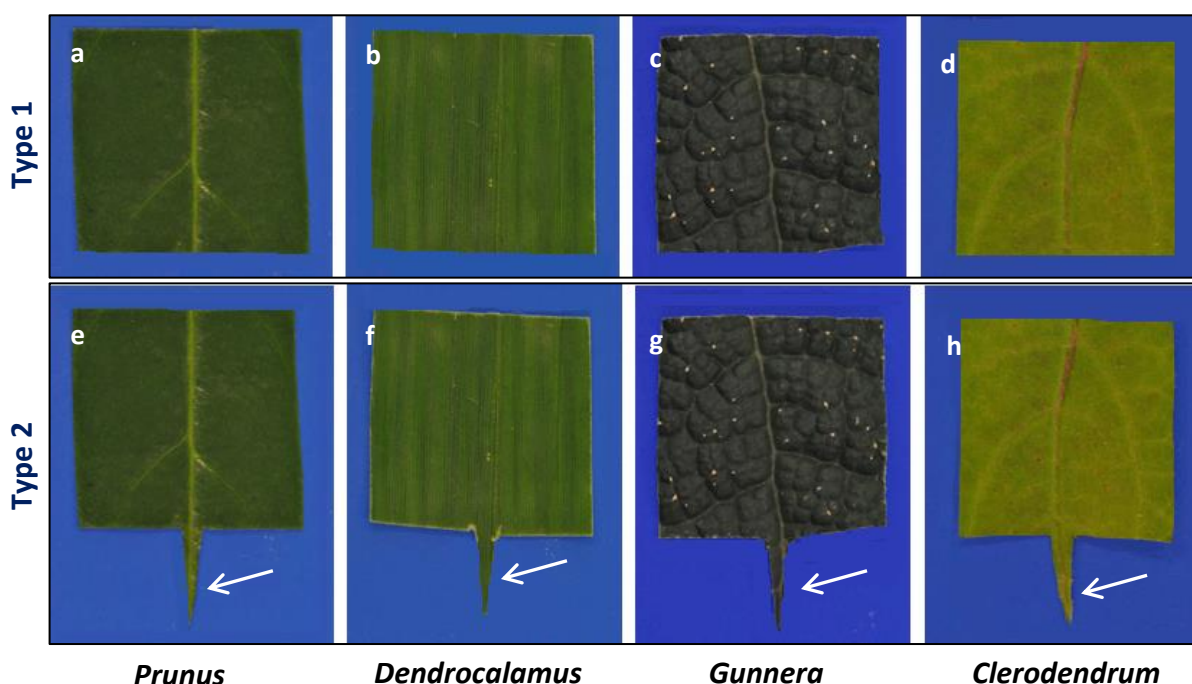 Type 1
a
b
c
d
Type 2
e
f
g
h
Prunus
Dendrocalamus
Gunnera
Clerodendrum